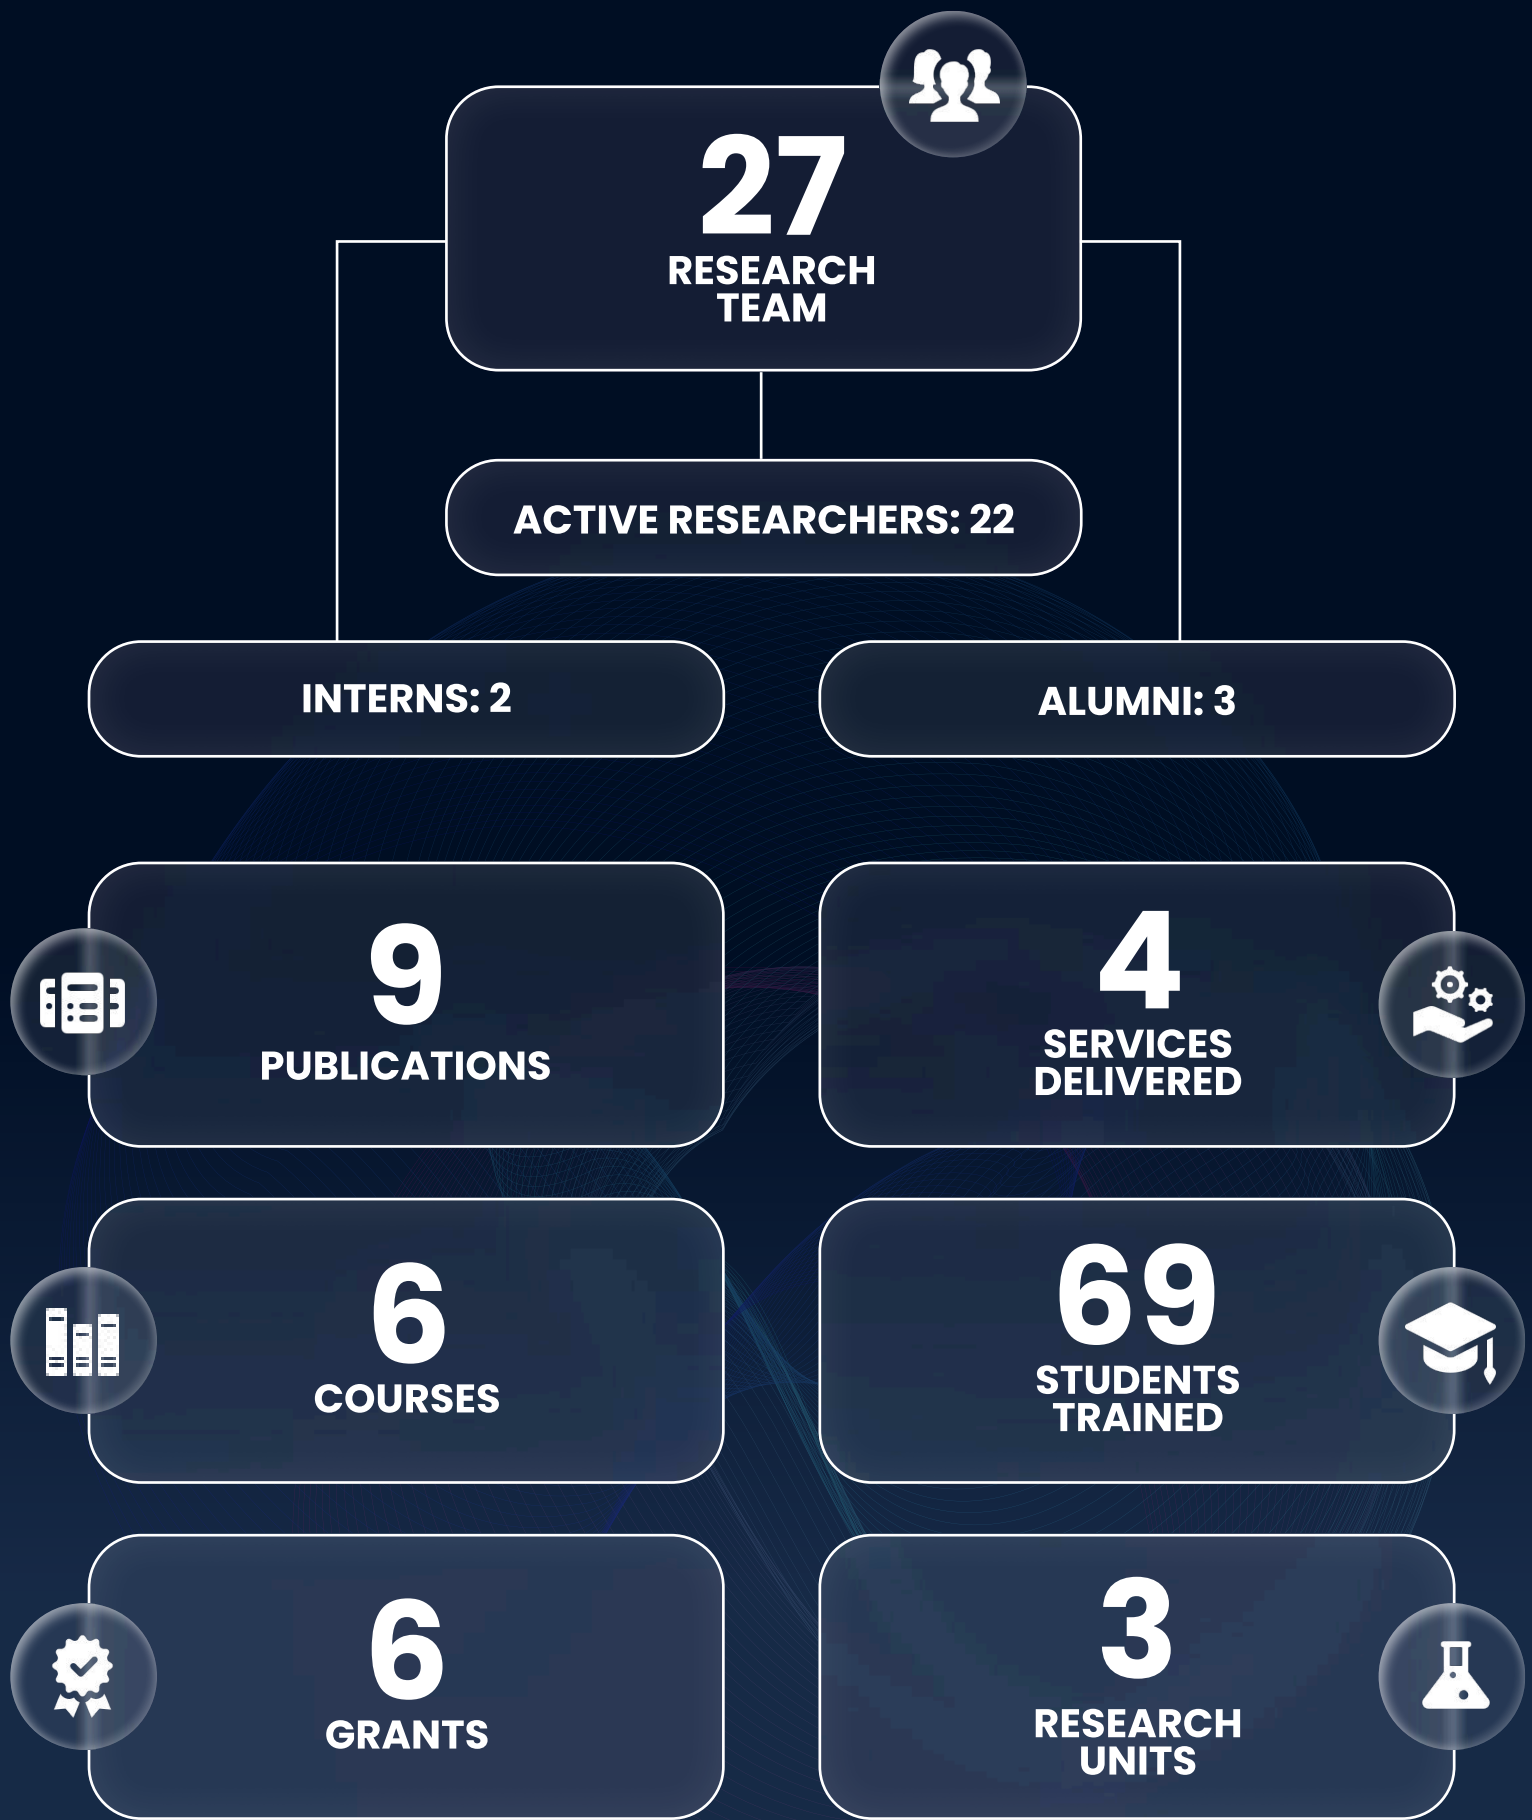 27
RESEARCH
TEAM
ACTIVE RESEARCHERS: 22
INTERNS: 2
ALUMNI: 3
9
PUBLICATIONS
4
SERVICES
DELIVERED
6
COURSES
69
STUDENTS
TRAINED
6
GRANTS
3
RESEARCH
UNITS